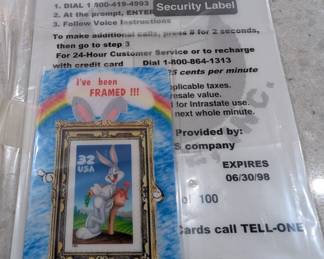 1. DIAL 1-800-419-4993
Security Label
2. At the prompt, ENTER
3. Follow Voice Instructions
To make additional calls, press # for 2 seconds,
then go to step 3
For 24-Hour Customer Service or to recharge
with credit card Dial 1-800-864-1313
25 cents per minute
applicable taxes.
resale value.
for Intrastate use.
next whole minute.
Provided by:
S company
EXPIRES
06/30/98
of 100
Cards call TELL-ONE
i've been
FRAMED !!!
32
USA
INC.